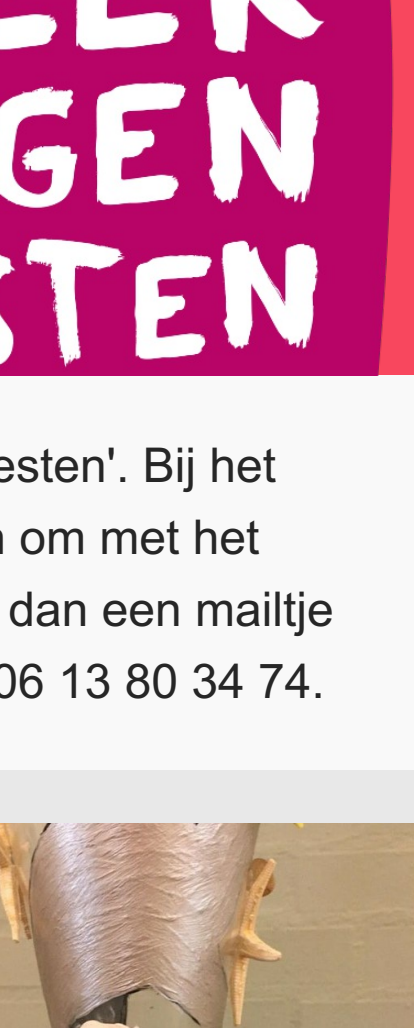 GEN
STEN
esten'. Bij het
om met het
dan een mailtje
06 13 80 34 74.